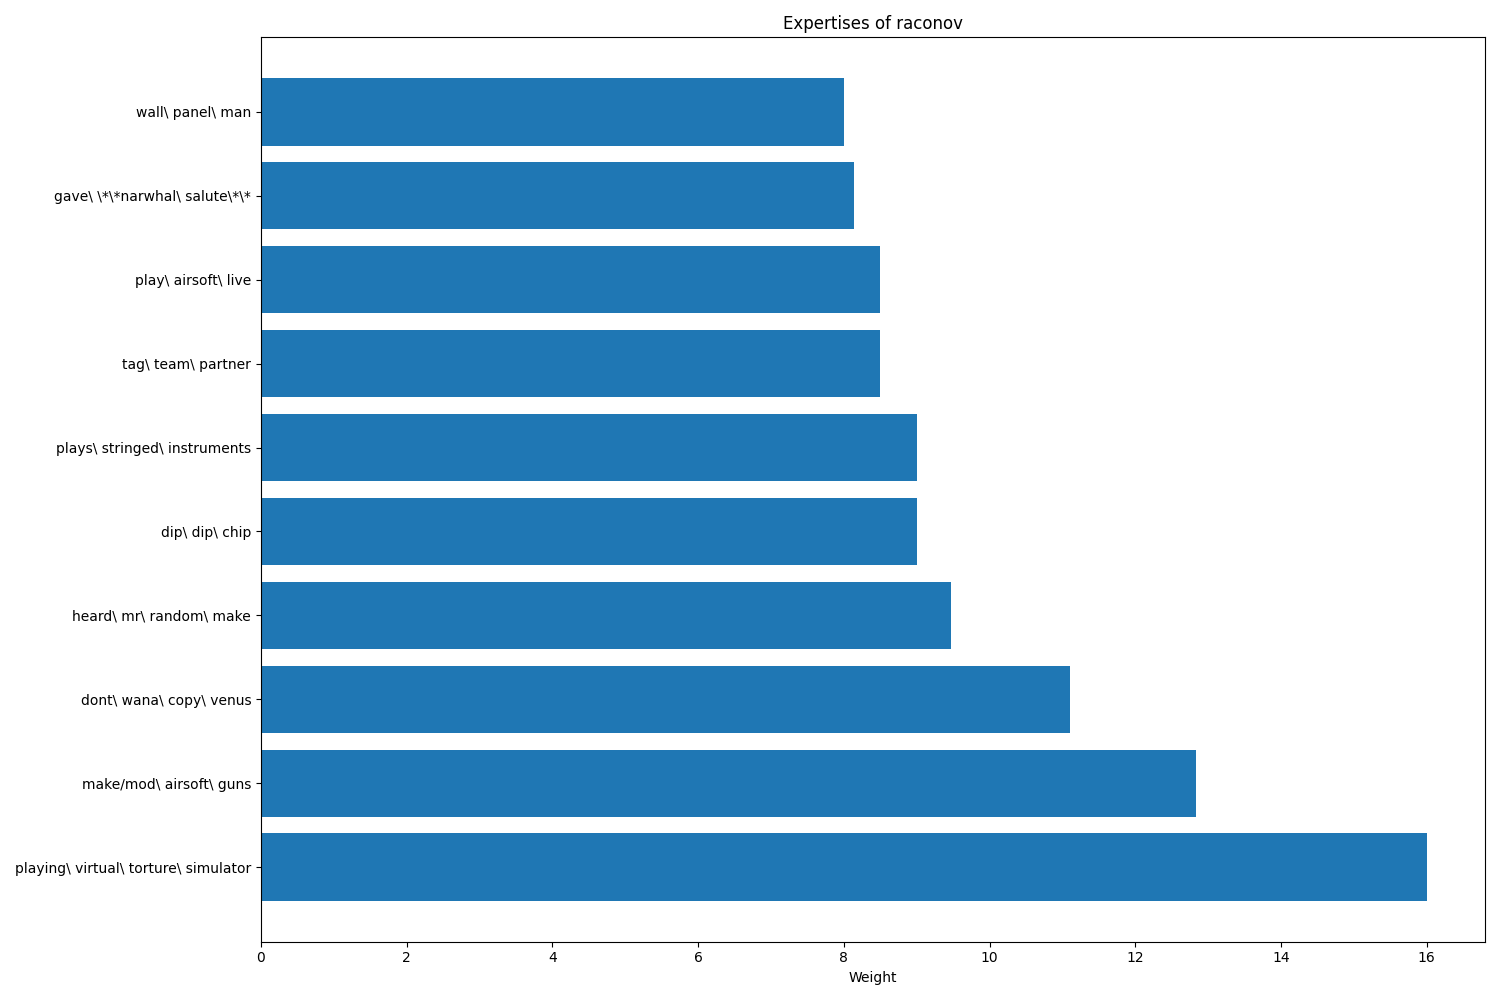 Expertises of raconov
wall\ panel\ man
gave\ \*\*narwhal\ salute\*\*
play\ airsoft\ live
tag\ team\ partner
plays\ stringed\ instruments
dip\ dip\ chip
heard\ mr\ random\ make
dont\ wana\ copy\ venus
make/mod\ airsoft\ guns
playing\ virtual\ torture\ simulator
0 2 4 6 8 10 12 14 16
Weight